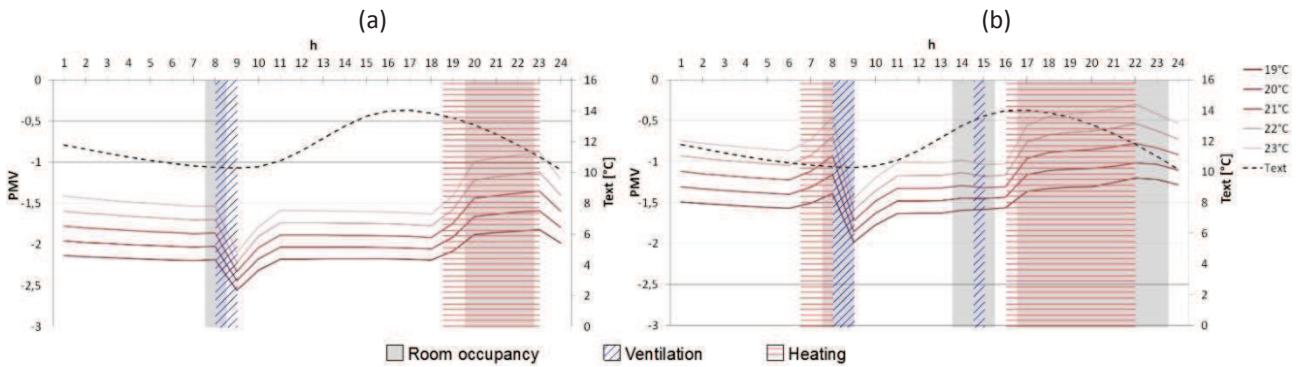 (a)
h
1 2 3 4 5 6 7 8 9 10 11 12 13 14 15 16 17 18 19 20 21 22 23 24
0
-0,5
-1
-1,5
-2
-2,5
-3
PMV
16
14
12
10
8
6
4
2
0
Text [°C]
(b)
h
1 2 3 4 5 6 7 8 9 10 11 12 13 14 15 16 17 18 19 20 21 22 23 24
0
-0,5
-1
-1,5
-2
-2,5
-3
PMV
16
14
12
10
8
6
4
2
0
Text [°C]
19°C
20°C
21°C
22°C
23°C
Text
Room occupancy
Ventilation
Heating